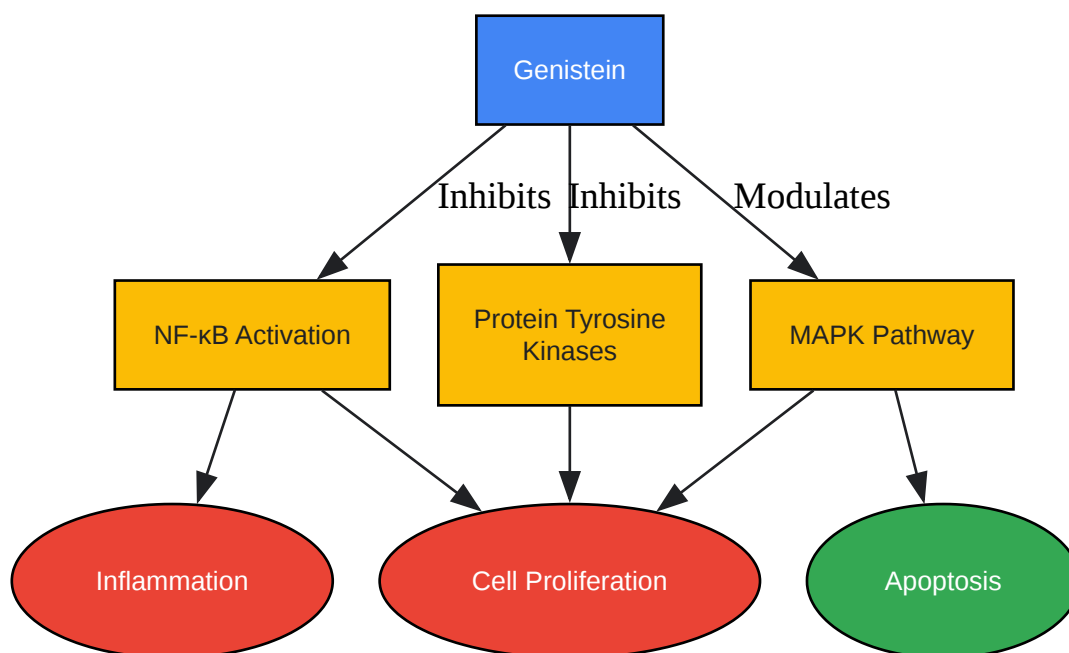 Genistein
Inhibits
Inhibits
Modulates
NF-κB Activation
Protein Tyrosine
Kinases
MAPK Pathway
Inflammation
Cell Proliferation
Apoptosis